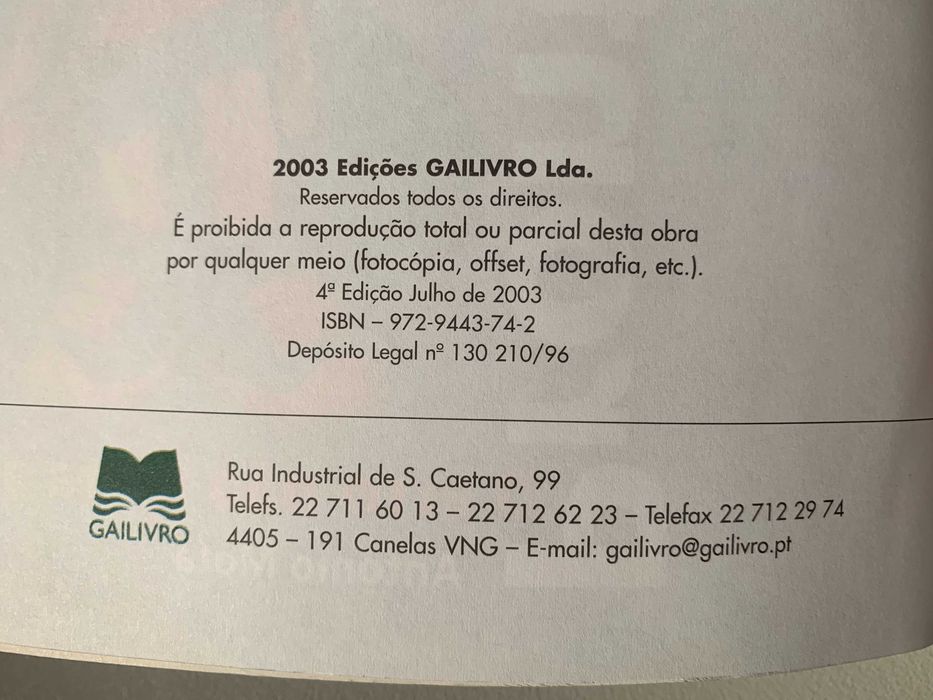 2003 Edições GAILIVRO Lda.
Reservados todos os direitos.
É proibida a reprodução total ou parcial desta obra
por qualquer meio (fotocópia, offset, fotografia, etc.).
4ª Edição Julho de 2003
ISBN – 972-9443-74-2
Depósito Legal nº 130 210/96
GAILIVRO
Rua Industrial de S. Caetano, 99
Telefs. 22 711 60 13 – 22 712 62 23 – Telefax 22 712 29 74
4405 – 191 Canelas VNG – E-mail: gailivro@gailivro.pt